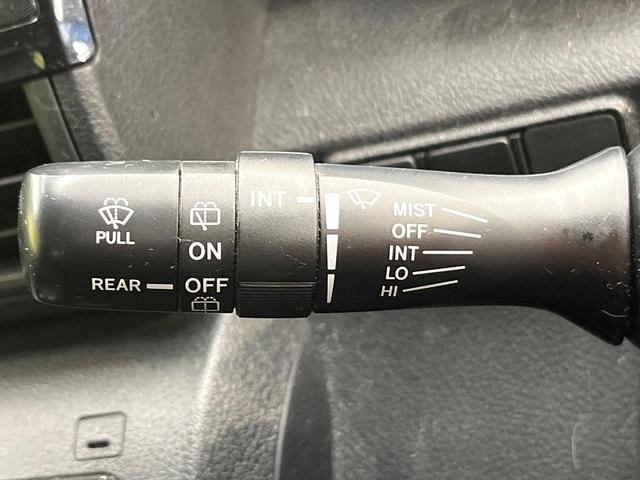 PULL
REAR
ON
OFF
INT
MIST
OFF
INT
LO
HI